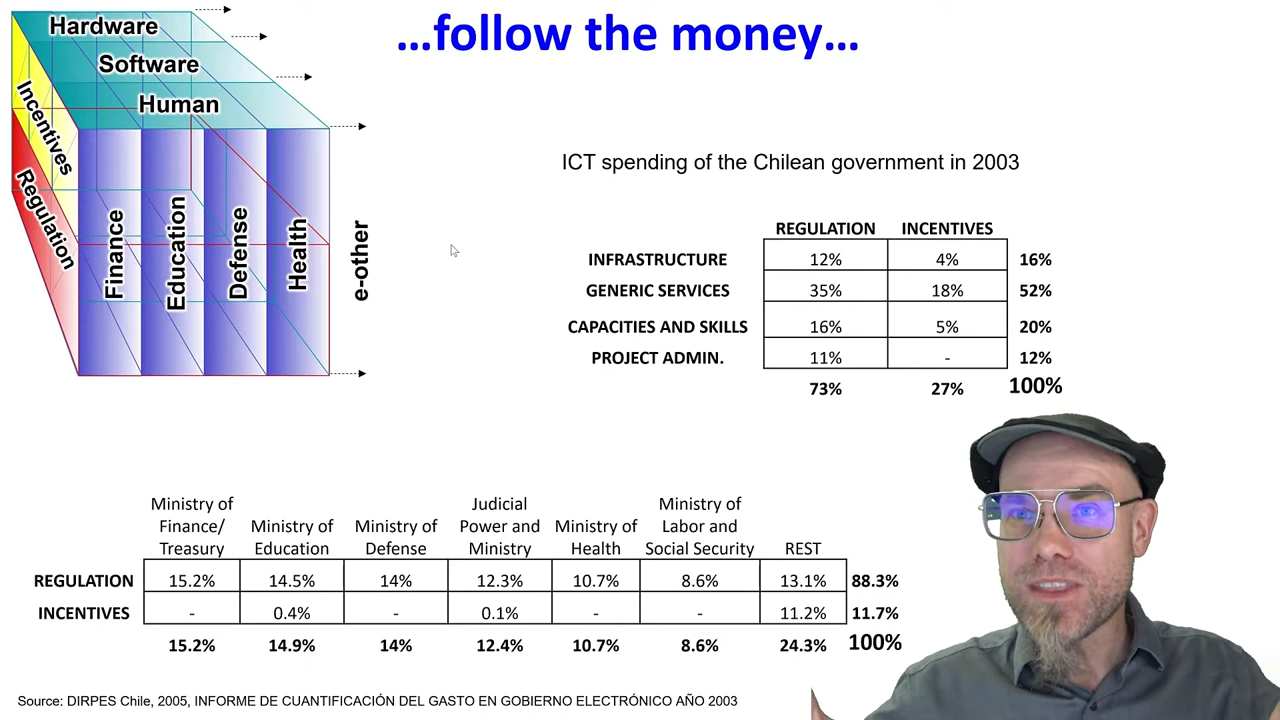 …follow the money…
Hardware
Software
Human
Incentives
Regulation
Finance
Education
Defense
Health
e-other
ICT spending of the Chilean government in 2003
REGULATION INCENTIVES
INFRASTRUCTURE 12% 4% 16%
GENERIC SERVICES 35% 18% 52%
CAPACITIES AND SKILLS 16% 5% 20%
PROJECT ADMIN. 11% - 12%
73% 27% 100%
Ministry of Finance/ Treasury
Ministry of Education
Ministry of Defense
Judicial Power and Ministry
Ministry of Health
Ministry of Labor and Social Security
REST
REGULATION 15.2% 14.5% 14% 12.3% 10.7% 8.6% 13.1% 88.3%
INCENTIVES - 0.4% - 0.1% - - 11.2% 11.7%
15.2% 14.9% 14% 12.4% 10.7% 8.6% 24.3% 100%
Source: DIRPES Chile, 2005, INFORME DE CUANTIFICACIÓN DEL GASTO EN GOBIERNO ELECTRÓNICO AÑO 2003